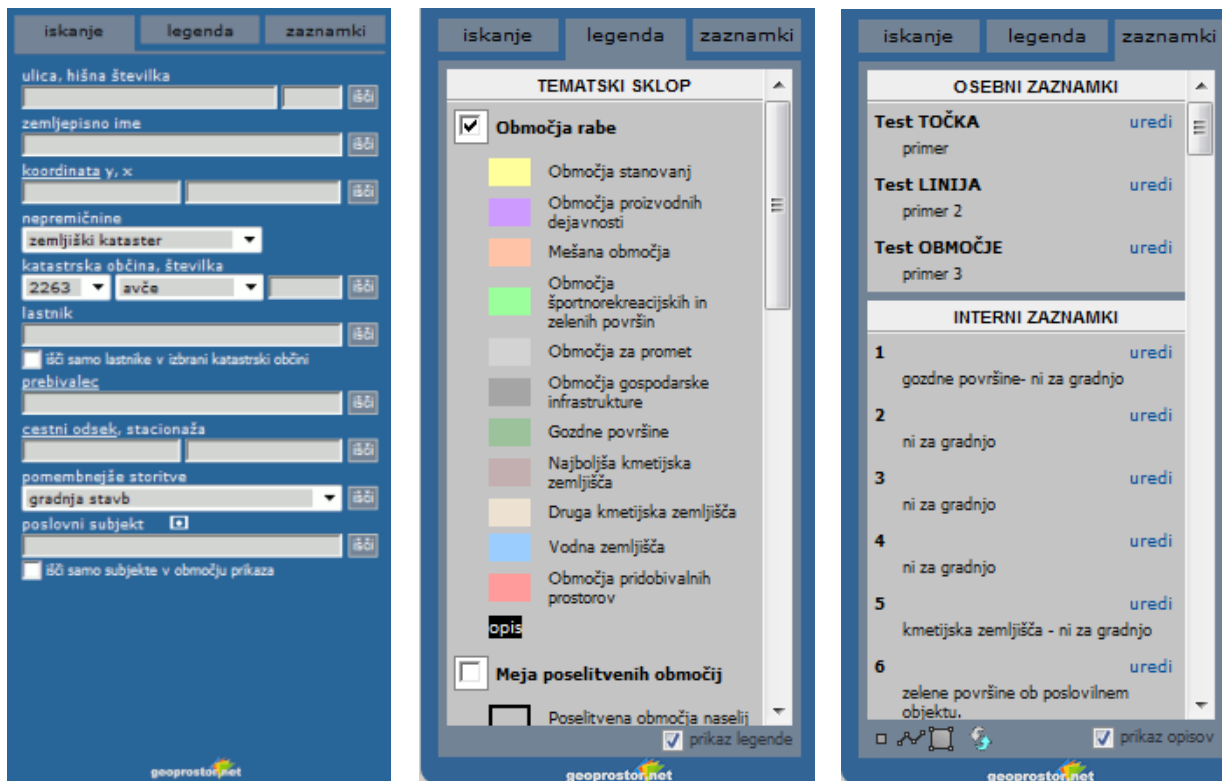 iskanje legenda zaznamki
ulica, hišna številka
išči
zemljepisno ime
išči
koordinata y, x
išči
nepremičnine
zemljiški kataster
katastrska občina, številka
2263 avče išči
lastnik
išči
išči samo lastnike v izbrani katastrski občini
prebivalec
išči
cestni odsek, stacionaža
išči
pomembnejše storitve
gradnja stavb išči
poslovni subjekt
išči
išči samo subjekte v območju prikaza
geoprostor.net
iskanje legenda zaznamki
TEMATSKI SKLOP
Območja rabe
Območja stanovanj
Območja proizvodnih
dejavnosti
Mešana območja
Območja
športnorekreacijskih in
zelenih površin
Območja za promet
Območja gospodarske
infrastrukture
Gozdne površine
Najboljša kmetijska
zemljišča
Druga kmetijska zemljišča
Vodna zemljišča
Območja pridobivalnih
prostorov
opis
Meja poselitvenih območij
Poselitvena območja naselij
prikaz legende
geoprostor.net
iskanje legenda zaznamki
OSEBNI ZAZNAMKI
Test TOČKA uredi
primer
Test LINIJA uredi
primer 2
Test OBMOČJE uredi
primer 3
INTERNI ZAZNAMKI
1 uredi
gozdne površine- ni za gradnjo
2 uredi
ni za gradnjo
3 uredi
ni za gradnjo
4 uredi
ni za gradnjo
5 uredi
kmetijska zemljišča - ni za gradnjo
6 uredi
zelene površine ob poslovilnem
objektu.
prikaz opisov
geoprostor.net